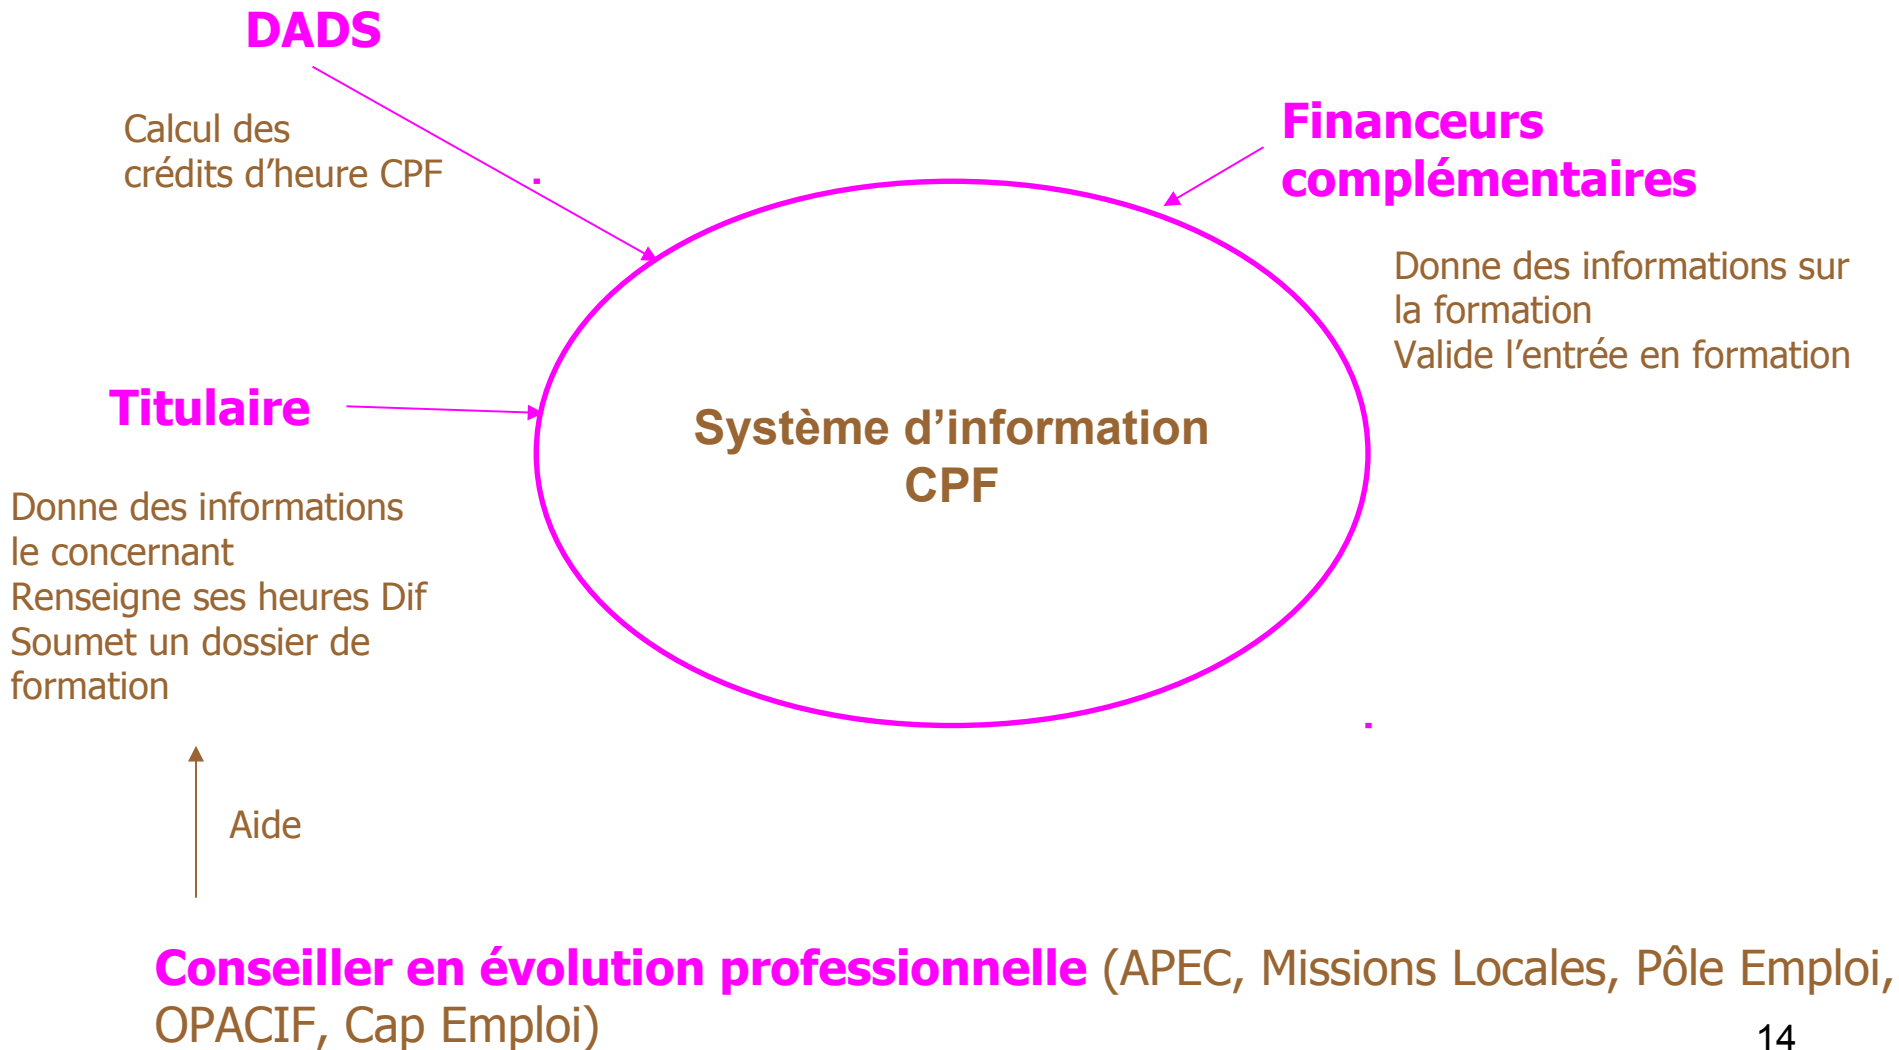 DADS
Calcul des
crédits d’heure CPF
Financeurs
complémentaires
Donne des informations sur
la formation
Valide l’entrée en formation
Titulaire
Système d’information
CPF
Donne des informations
le concernant
Renseigne ses heures Dif
Soumet un dossier de
formation
Aide
Conseiller en évolution professionnelle (APEC, Missions Locales, Pôle Emploi,
OPACIF, Cap Emploi)
14